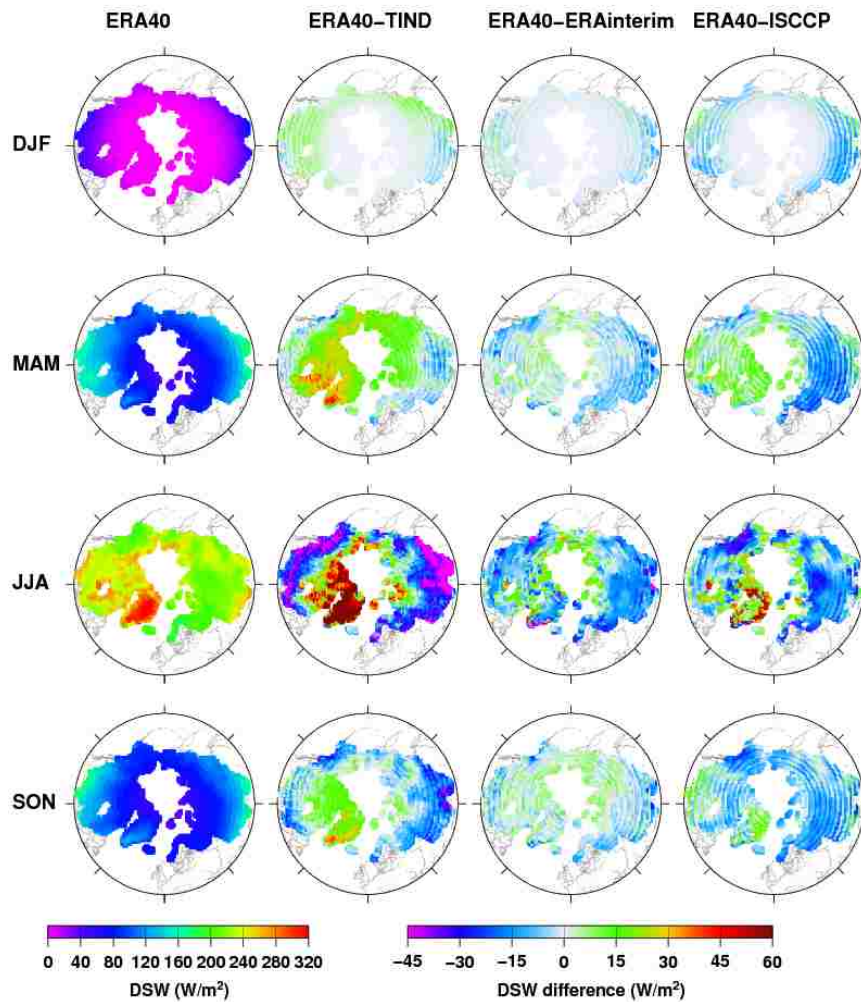 ERA40 ERA40−TIND ERA40−ERAinterim ERA40−ISCCP
DJF
MAM
JJA
SON
0 40 80 120 160 200 240 280 320
DSW (W/m²)
−45 −30 −15 0 15 30 45 60
DSW difference (W/m²)